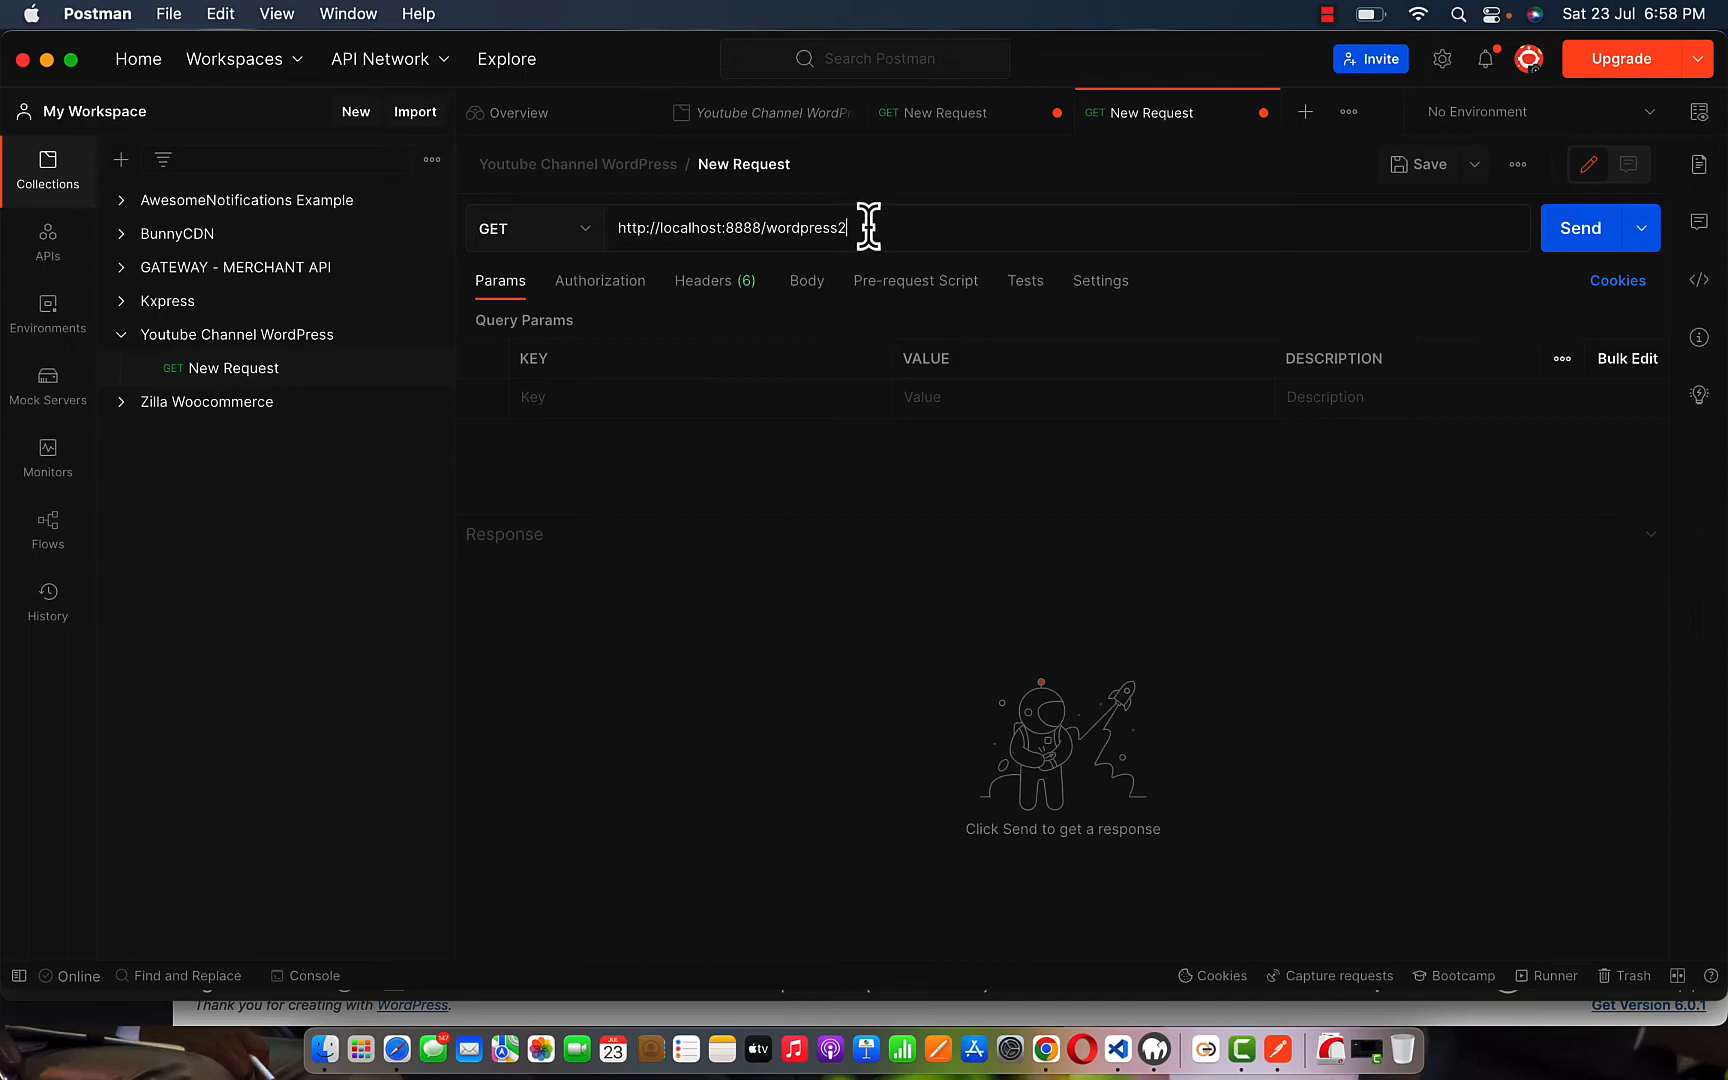 Postman File Edit View Window Help Sat 23 Jul 6:58 PM
Home Workspaces API Network Explore Search Postman Invite Upgrade
My Workspace New Import Overview Youtube Channel WordPr GET New Request GET New Request No Environment
Collections
APIs
Environments
Mock Servers
Monitors
Flows
History
AwesomeNotifications Example
BunnyCDN
GATEWAY - MERCHANT API
Kxpress
Youtube Channel WordPress
GET New Request
Zilla Woocommerce
Youtube Channel WordPress / New Request Save
GET http://localhost:8888/wordpress2 Send
Params Authorization Headers (6) Body Pre-request Script Tests Settings Cookies
Query Params
KEY VALUE DESCRIPTION Bulk Edit
Key Value Description
Response
Click Send to get a response
Online Find and Replace Console Cookies Capture requests Bootcamp Runner Trash
Thank you for creating with WordPress. Get Version 6.0.1
147
JUL
23
tv